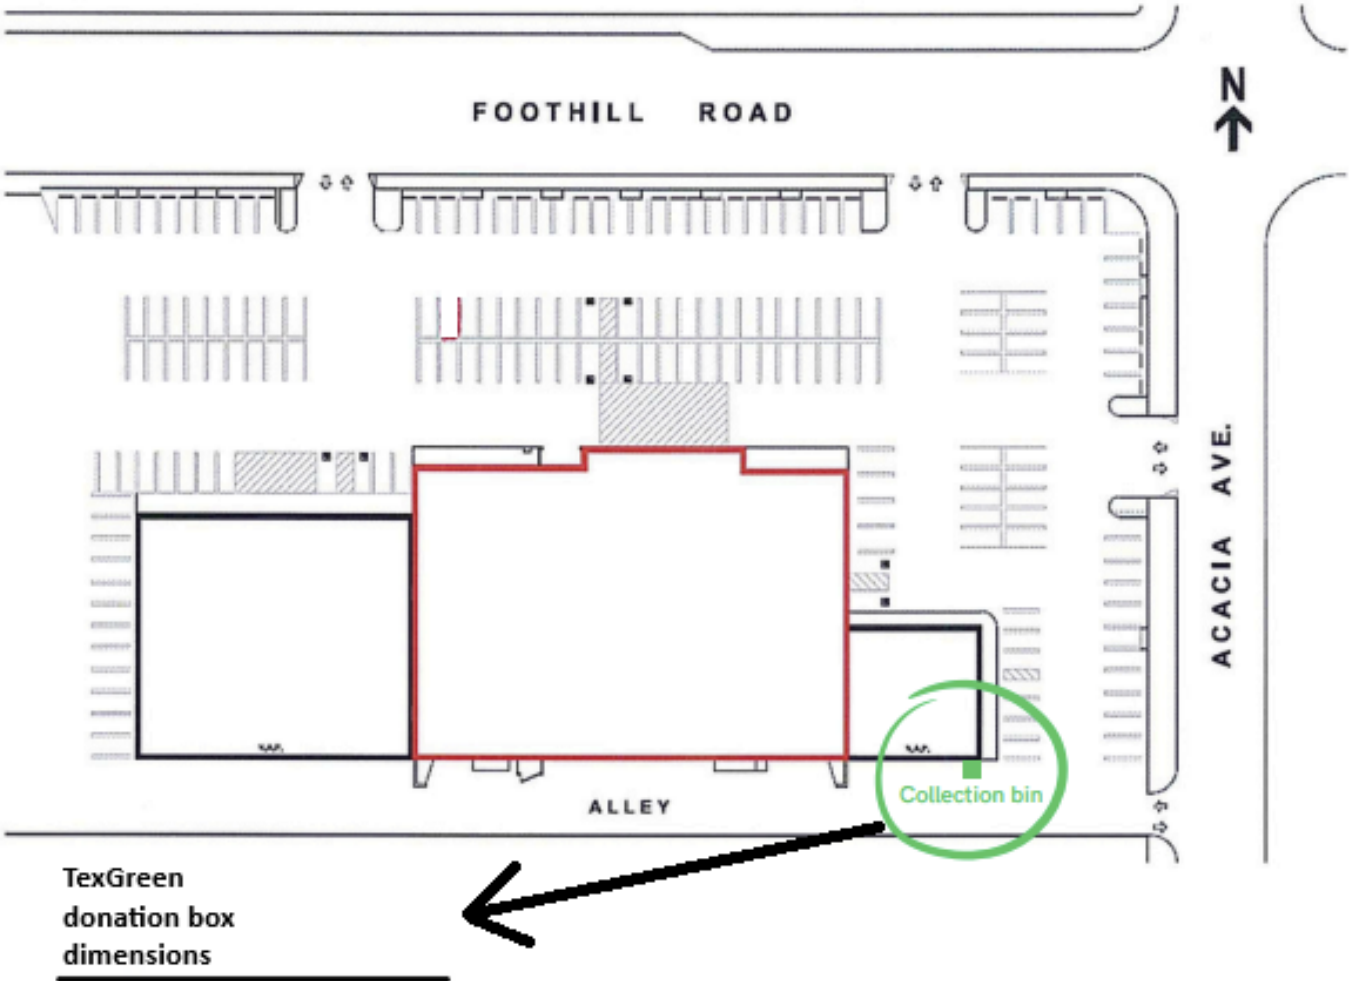 FOOTHILL ROAD
N
ACACIA AVE.
N.A.P.
N.A.P.
Collection bin
ALLEY
TexGreen
donation box
dimensions